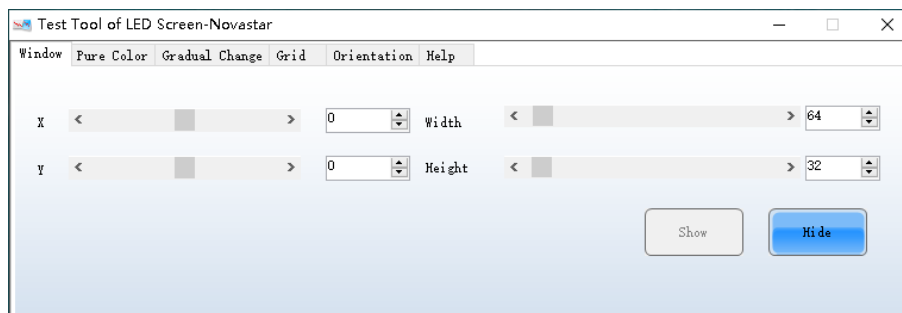 Test Tool of LED Screen-Novastar
Window Pure Color Gradual Change Grid Orientation Help
X 0 Width 64
Y 0 Height 32
Show Hide